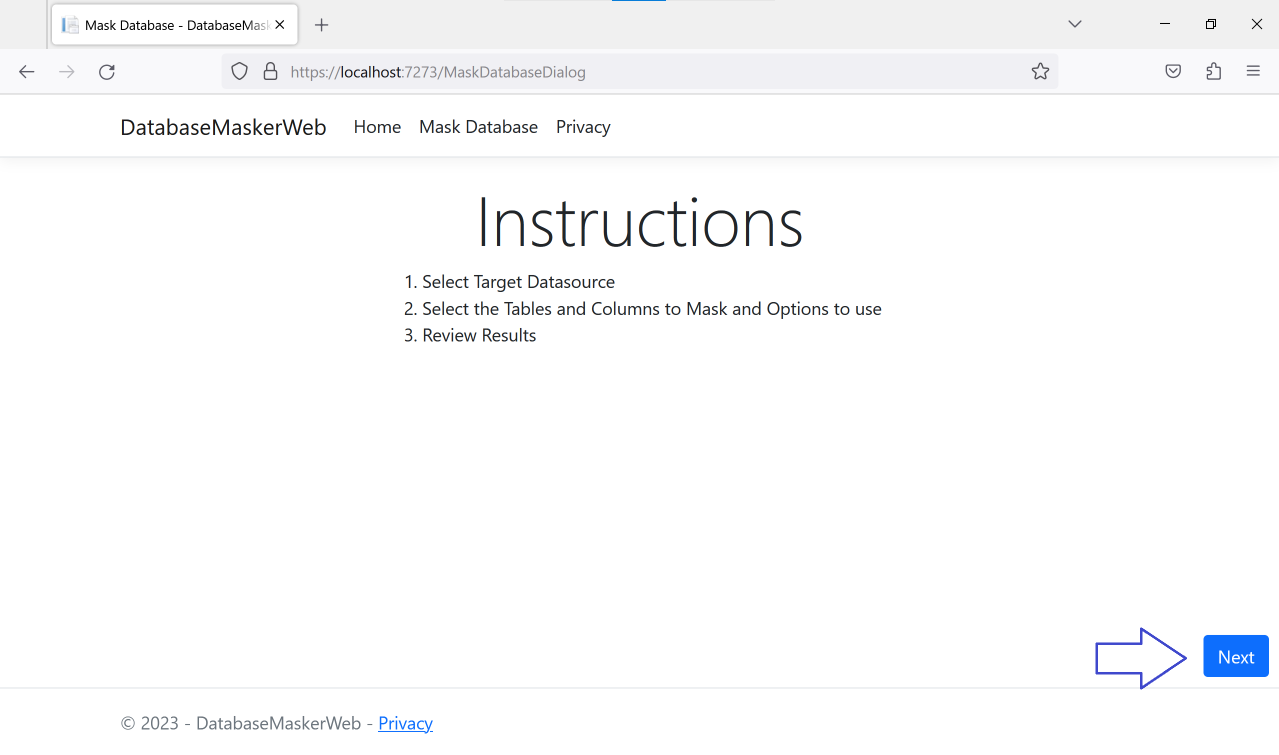 Mask Database - DatabaseMask
https://localhost:7273/MaskDatabaseDialog
DatabaseMaskerWeb Home Mask Database Privacy
Instructions
1. Select Target Datasource
2. Select the Tables and Columns to Mask and Options to use
3. Review Results
Next
© 2023 - DatabaseMaskerWeb - Privacy